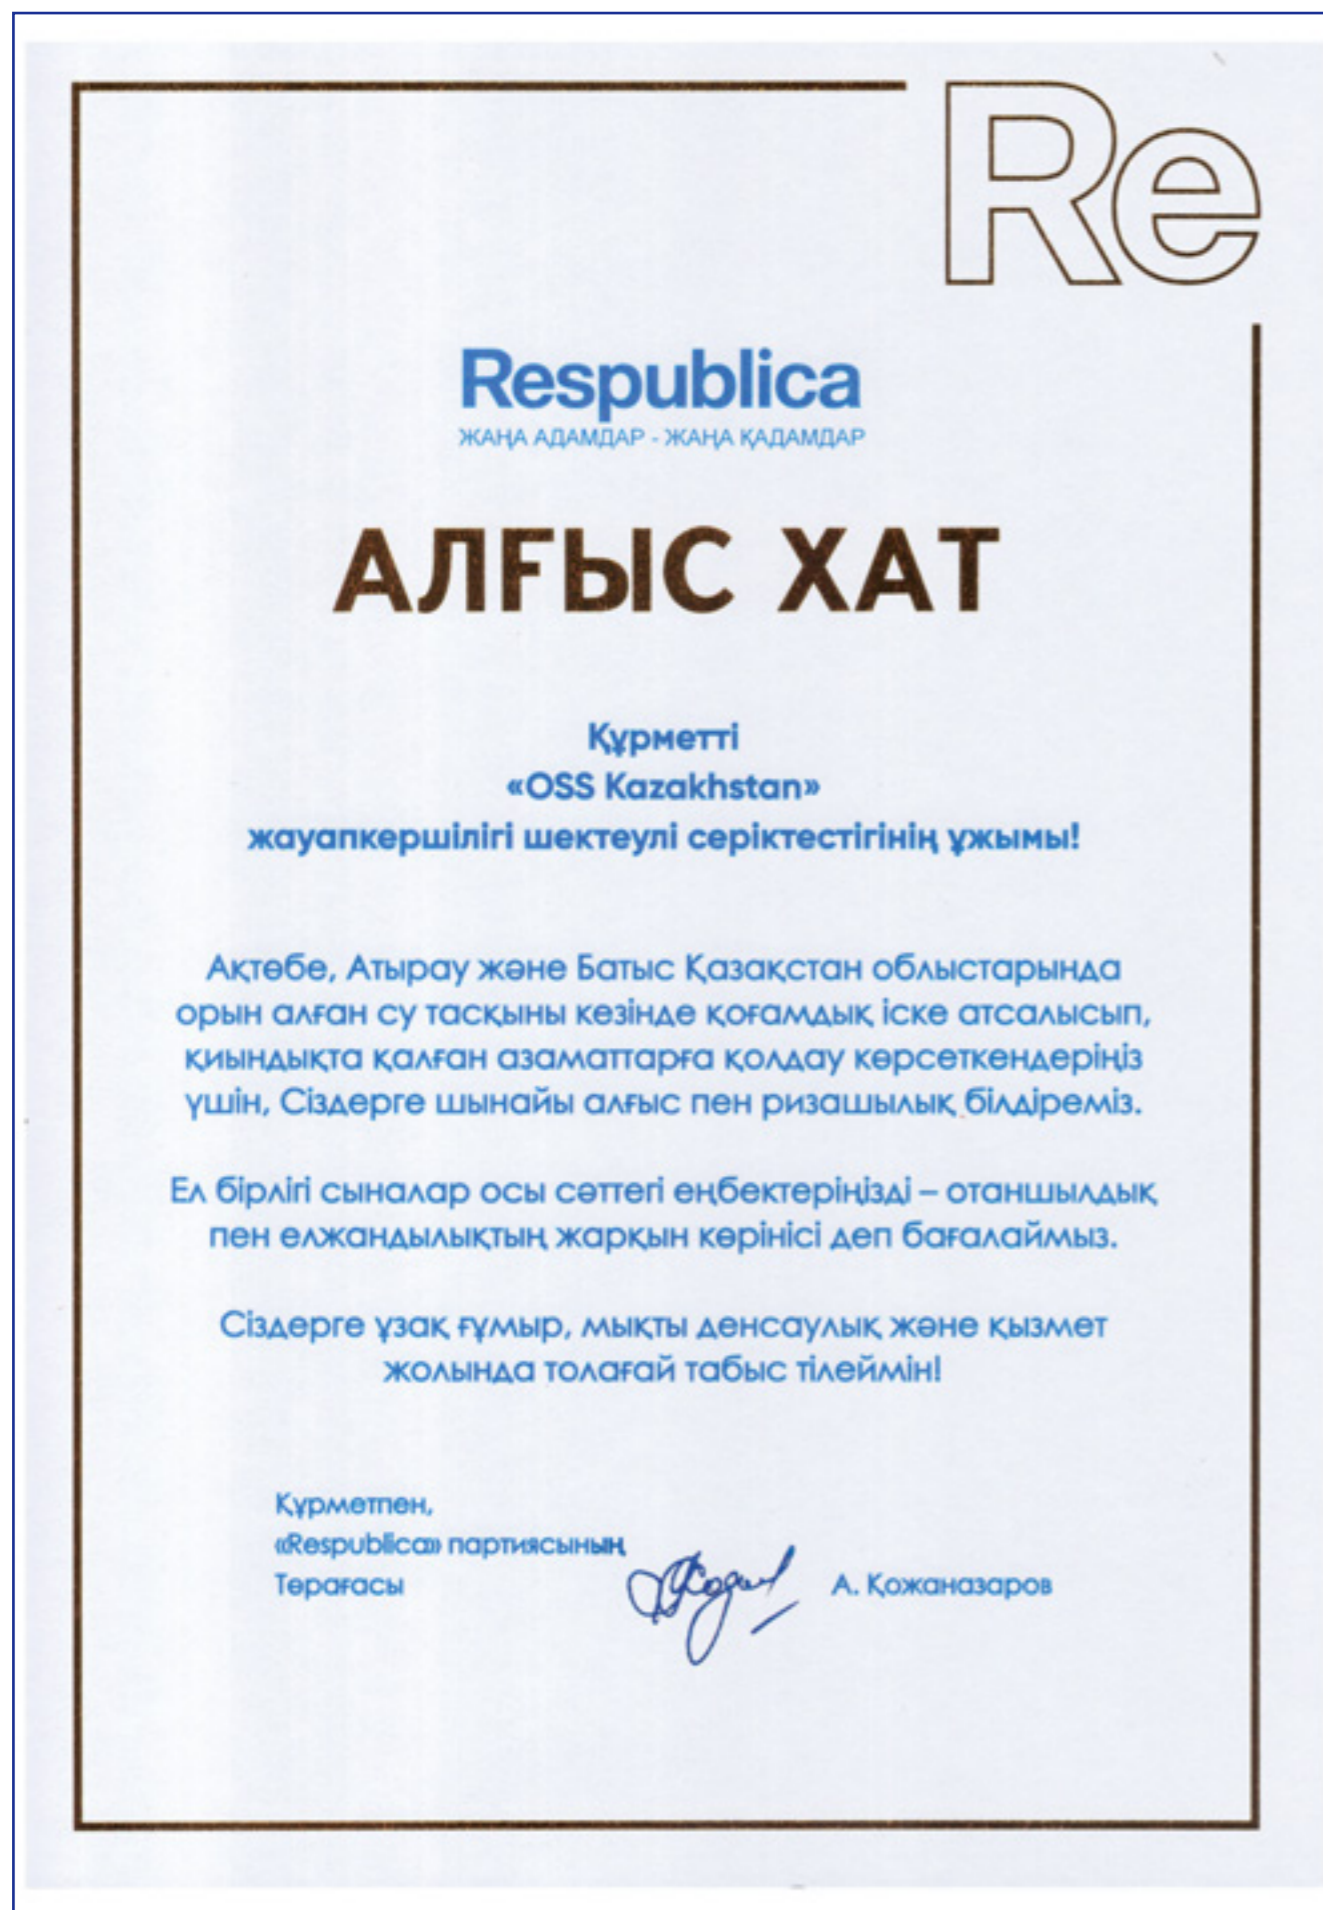 Re
Respublica
ЖАҢА АДАМДАР - ЖАҢА ҚАДАМДАР
АЛҒЫС ХАТ
Құрметті
«OSS Kazakhstan»
жауапкершілігі шектеулі серіктестігінің ұжымы!
Ақтөбе, Атырау және Батыс Қазақстан облыстарында
орын алған су тасқыны кезінде қоғамдық іске атсалысып,
қиындықта қалған азаматтарға қолдау көрсеткендеріңіз
үшін, Сіздерге шынайы алғыс пен ризашылық білдіреміз.
Ел бірлігі сыналар осы сәттегі еңбектеріңізді – отаншылдық
пен елжандылықтың жарқын көрінісі деп бағалаймыз.
Сіздерге ұзақ ғұмыр, мықты денсаулық және қызмет
жолында толағай табыс тілеймін!
Құрметпен,
«Respublica» партиясының
Төрағасы А. Қожаназаров